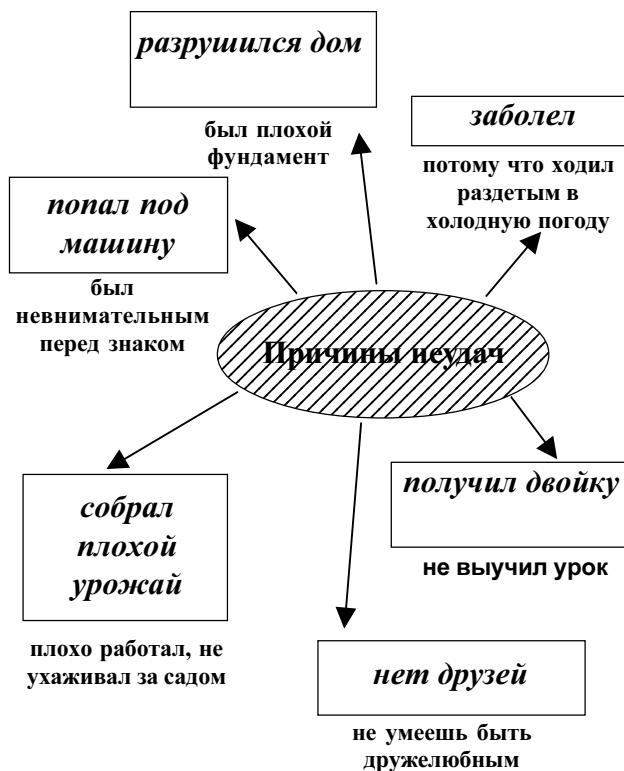 разрушился дом
был плохой
фундамент
заболел
потому что ходил
раздетым в
холодную погоду
попал под
машину
был
невнимательным
перед знаком
Причины неудач
собрал
плохой
урожай
плохо работал, не
ухаживал за садом
получил двойку
не выучил урок
нет друзей
не умеешь быть
дружелюбным